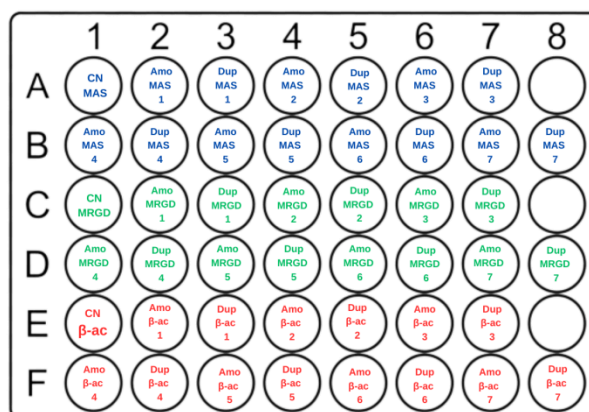 1 2 3 4 5 6 7 8
A CN MAS Amo MAS 1 Dup MAS 1 Amo MAS 2 Dup MAS 2 Amo MAS 3 Dup MAS 3
B Amo MAS 4 Dup MAS 4 Amo MAS 5 Dup MAS 5 Amo MAS 6 Dup MAS 6 Amo MAS 7 Dup MAS 7
C CN MRGD Amo MRGD 1 Dup MRGD 1 Amo MRGD 2 Dup MRGD 2 Amo MRGD 3 Dup MRGD 3
D Amo MRGD 4 Dup MRGD 4 Amo MRGD 5 Dup MRGD 5 Amo MRGD 6 Dup MRGD 6 Amo MRGD 7 Dup MRGD 7
E CN β-ac Amo β-ac 1 Dup β-ac 1 Amo β-ac 2 Dup β-ac 2 Amo β-ac 3 Dup β-ac 3
F Amo β-ac 4 Dup β-ac 4 Amo β-ac 5 Dup β-ac 5 Amo β-ac 6 Dup β-ac 6 Amo β-ac 7 Dup β-ac 7